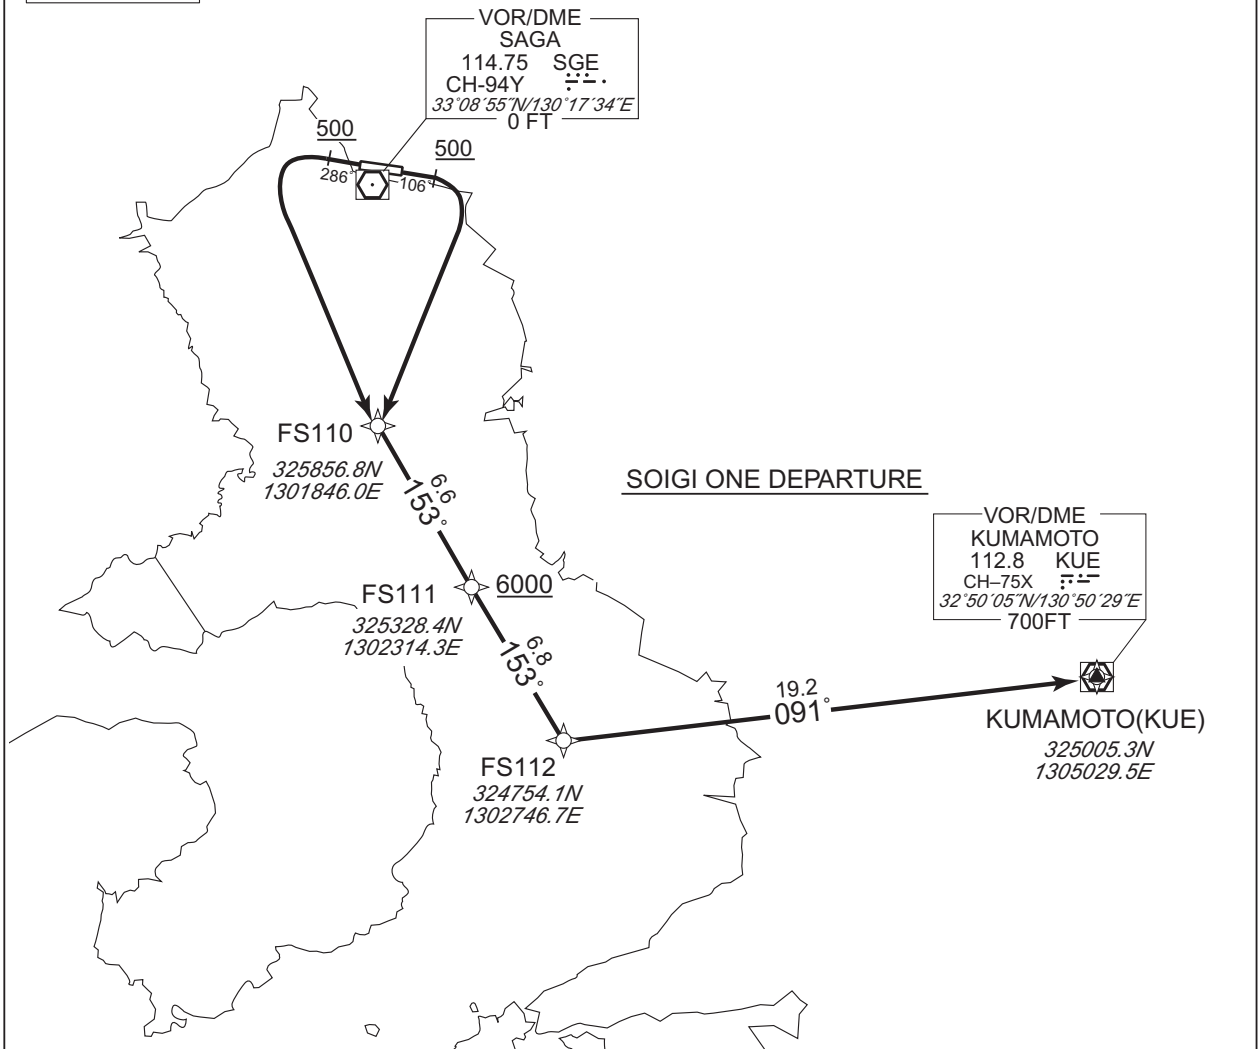 VOR/DME
SAGA
114.75 SGE
CH-94Y
33°08´55˝N/130°17´34˝E
0 FT
500
500
286°
106°
FS110
325856.8N
1301846.0E
6.6
153°
SOIGI ONE DEPARTURE
VOR/DME
KUMAMOTO
112.8 KUE
CH–75X
32°50´05˝N/130°50´29˝E
700FT
FS111
6000
325328.4N
1302314.3E
6.8
153°
19.2
091°
KUMAMOTO(KUE)
325005.3N
1305029.5E
FS112
324754.1N
1302746.7E